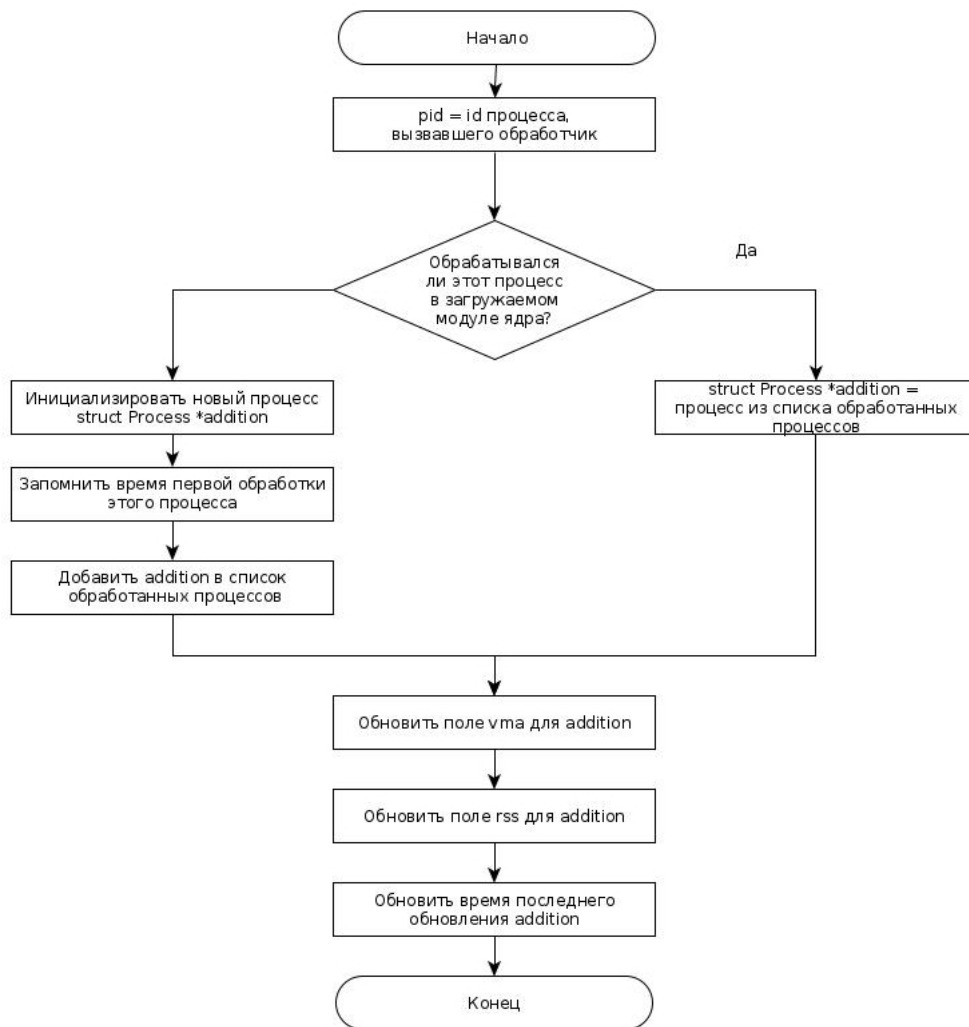 Начало
pid = id процесса,
вызвавшего обработчик
Да
Обрабатывался
ли этот процесс
в загружаемом
модуле ядра?
Инициализировать новый процесс
struct Process *addition
struct Process *addition =
процесс из списка обработанных
процессов
Запомнить время первой обработки
этого процесса
Добавить addition в список
обработанных процессов
Обновить поле vma для addition
Обновить поле rss для addition
Обновить время последнего
обновления addition
Конец